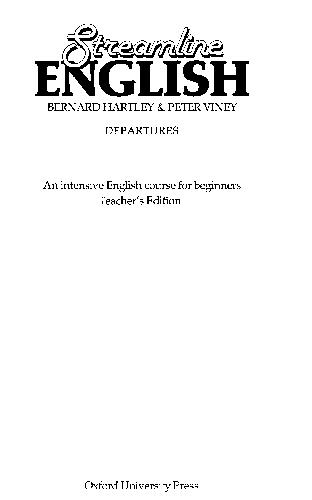 Streamline
ENGLISH
BERNARD HARTLEY & PETER VINEY
DEPARTURES
An intensive English course for beginners
Teacher's Edition
Oxford University Press